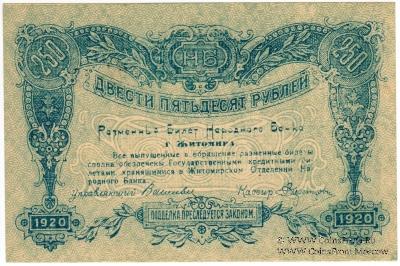 250 НБ 250
ДВЕСТИ ПЯТЬДЕСЯТ РУБЛЕЙ
Разменный Билет Народного Банка
г Житомира
Все выпущенные в обращение разменные билеты
сполна обезпечены Государственными кредитными би-
летами хранящимися в Житомирском Отделении На-
родного Банка
Управляющий Кассир
1920 ПОДДЕЛКА ПРЕСЛЕДУЕТСЯ ЗАКОНОМ. 1920